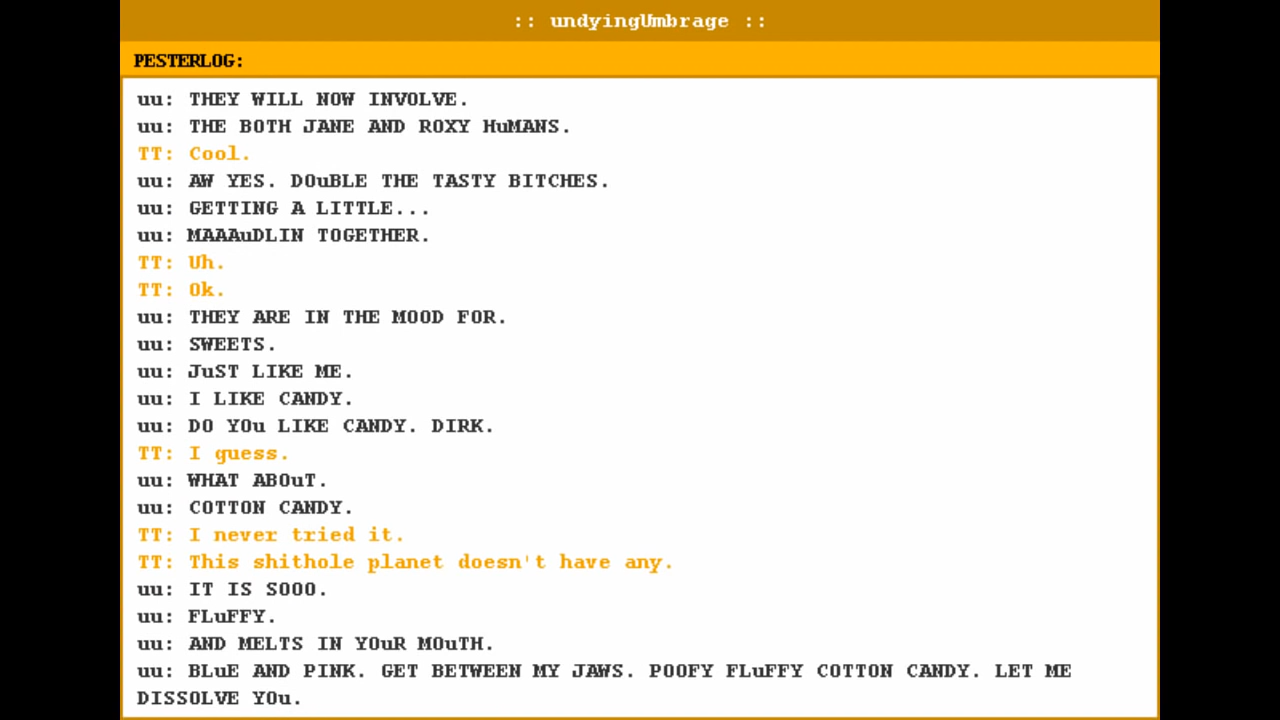 :: undyingUmbrage ::
PESTERLOG:
uu: THEY WILL NOW INVOLVE.
uu: THE BOTH JANE AND ROXY HuMANS.
TT: Cool.
uu: AW YES. DOuBLE THE TASTY BITCHES.
uu: GETTING A LITTLE...
uu: MAAAuDLIN TOGETHER.
TT: Uh.
TT: Ok.
uu: THEY ARE IN THE MOOD FOR.
uu: SWEETS.
uu: JuST LIKE ME.
uu: I LIKE CANDY.
uu: DO YOu LIKE CANDY. DIRK.
TT: I guess.
uu: WHAT ABOuT.
uu: COTTON CANDY.
TT: I never tried it.
TT: This shithole planet doesn't have any.
uu: IT IS SOOO.
uu: FLuFFY.
uu: AND MELTS IN YOuR MOuTH.
uu: BLuE AND PINK. GET BETWEEN MY JAWS. POOFY FLuFFY COTTON CANDY. LET ME
DISSOLVE YOu.